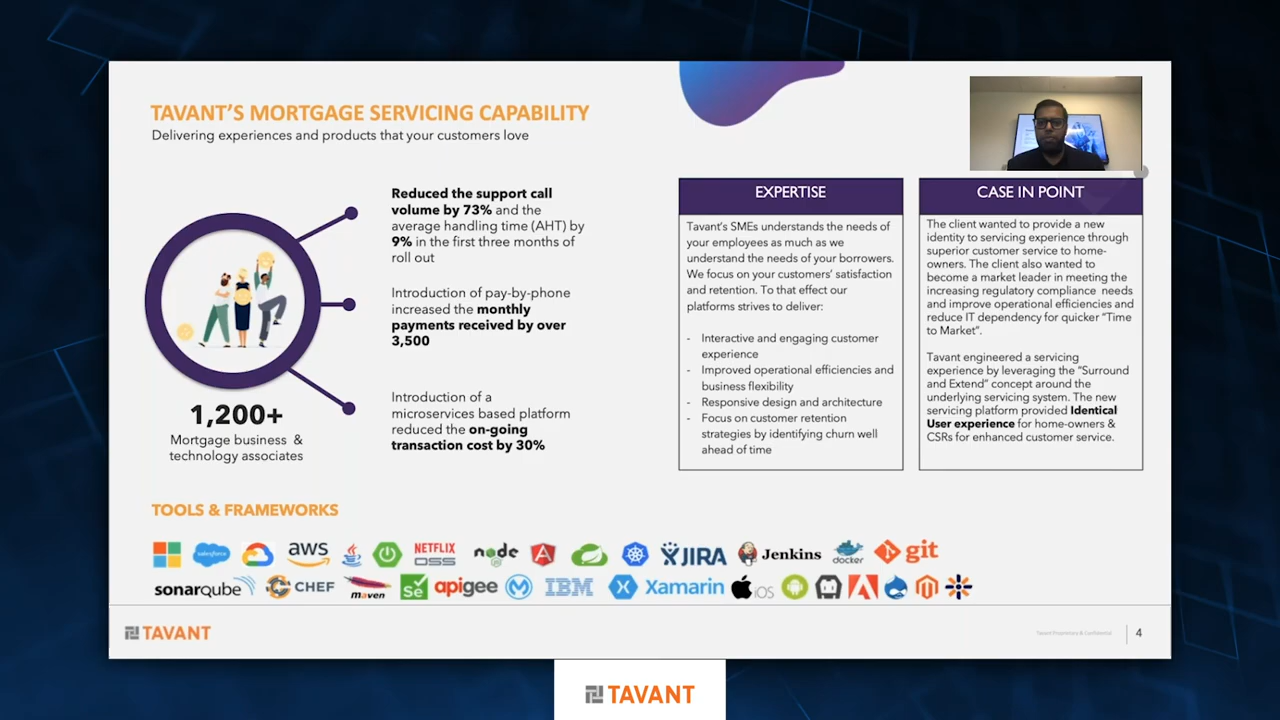 TAVANT'S MORTGAGE SERVICING CAPABILITY
Delivering experiences and products that your customers love
Reduced the support call
volume by 73% and the
average handling time (AHT) by
9% in the first three months of
roll out
Introduction of pay-by-phone
increased the monthly
payments received by over
3,500
Introduction of a
microservices based platform
reduced the on-going
transaction cost by 30%
1,200+
Mortgage business &
technology associates
EXPERTISE
Tavant's SMEs understands the needs of
your employees as much as we
understand the needs of your borrowers.
We focus on your customers' satisfaction
and retention. To that effect our
platforms strives to deliver:
- Interactive and engaging customer
experience
- Improved operational efficiencies and
business flexibility
- Responsive design and architecture
- Focus on customer retention
strategies by identifying churn well
ahead of time
CASE IN POINT
The client wanted to provide a new
identity to servicing experience through
superior customer service to home-
owners. The client also wanted to
become a market leader in meeting the
increasing regulatory compliance needs
and improve operational efficiencies and
reduce IT dependency for quicker "Time
to Market".
Tavant engineered a servicing
experience by leveraging the "Surround
and Extend" concept around the
underlying servicing system. The new
servicing platform provided Identical
User experience for home-owners &
CSRs for enhanced customer service.
TOOLS & FRAMEWORKS
salesforce aws Java NETFLIX OSS node JS JIRA Jenkins docker git
sonarqube CHEF maven Se apigee IBM Xamarin iOS
TAVANT
Tavant Proprietary & Confidential
4
TAVANT